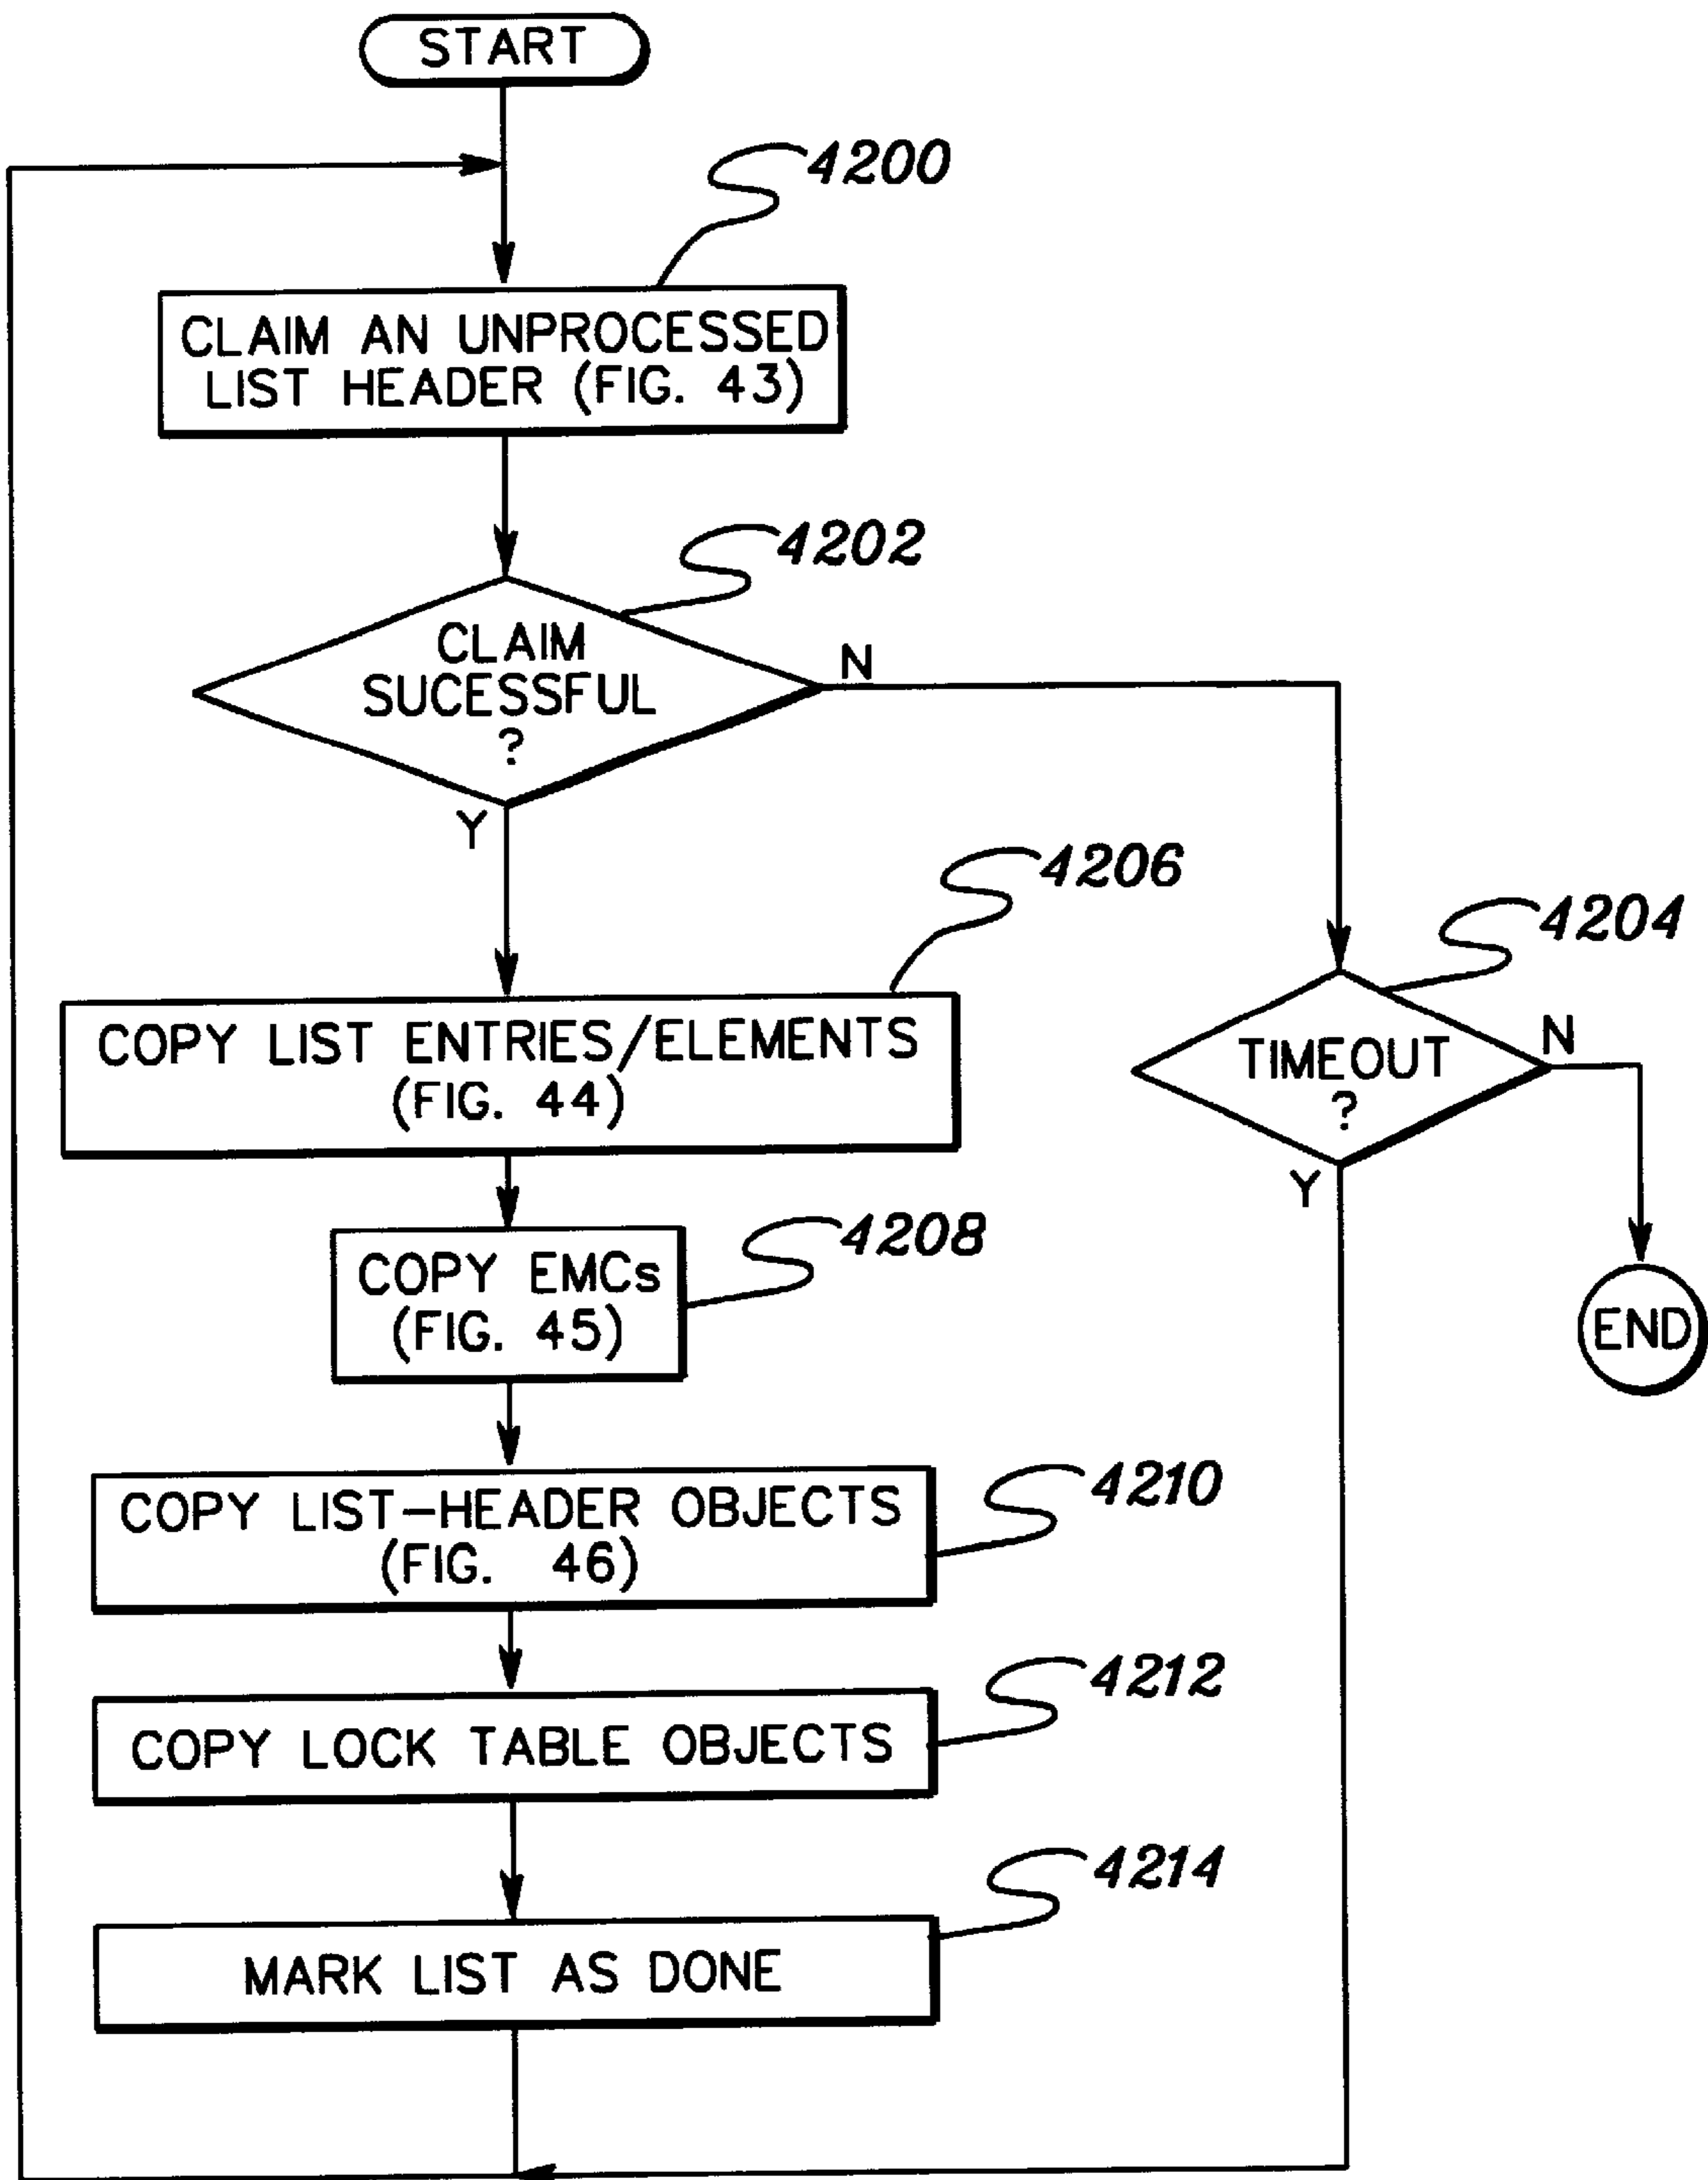 START
4200
CLAIM AN UNPROCESSED
LIST HEADER (FIG. 43)
4202
CLAIM
SUCESSFUL
?
N
Y
4206
4204
COPY LIST ENTRIES/ELEMENTS
(FIG. 44)
TIMEOUT
?
N
Y
4208
COPY EMCs
(FIG. 45)
END
4210
COPY LIST-HEADER OBJECTS
(FIG. 46)
4212
COPY LOCK TABLE OBJECTS
4214
MARK LIST AS DONE